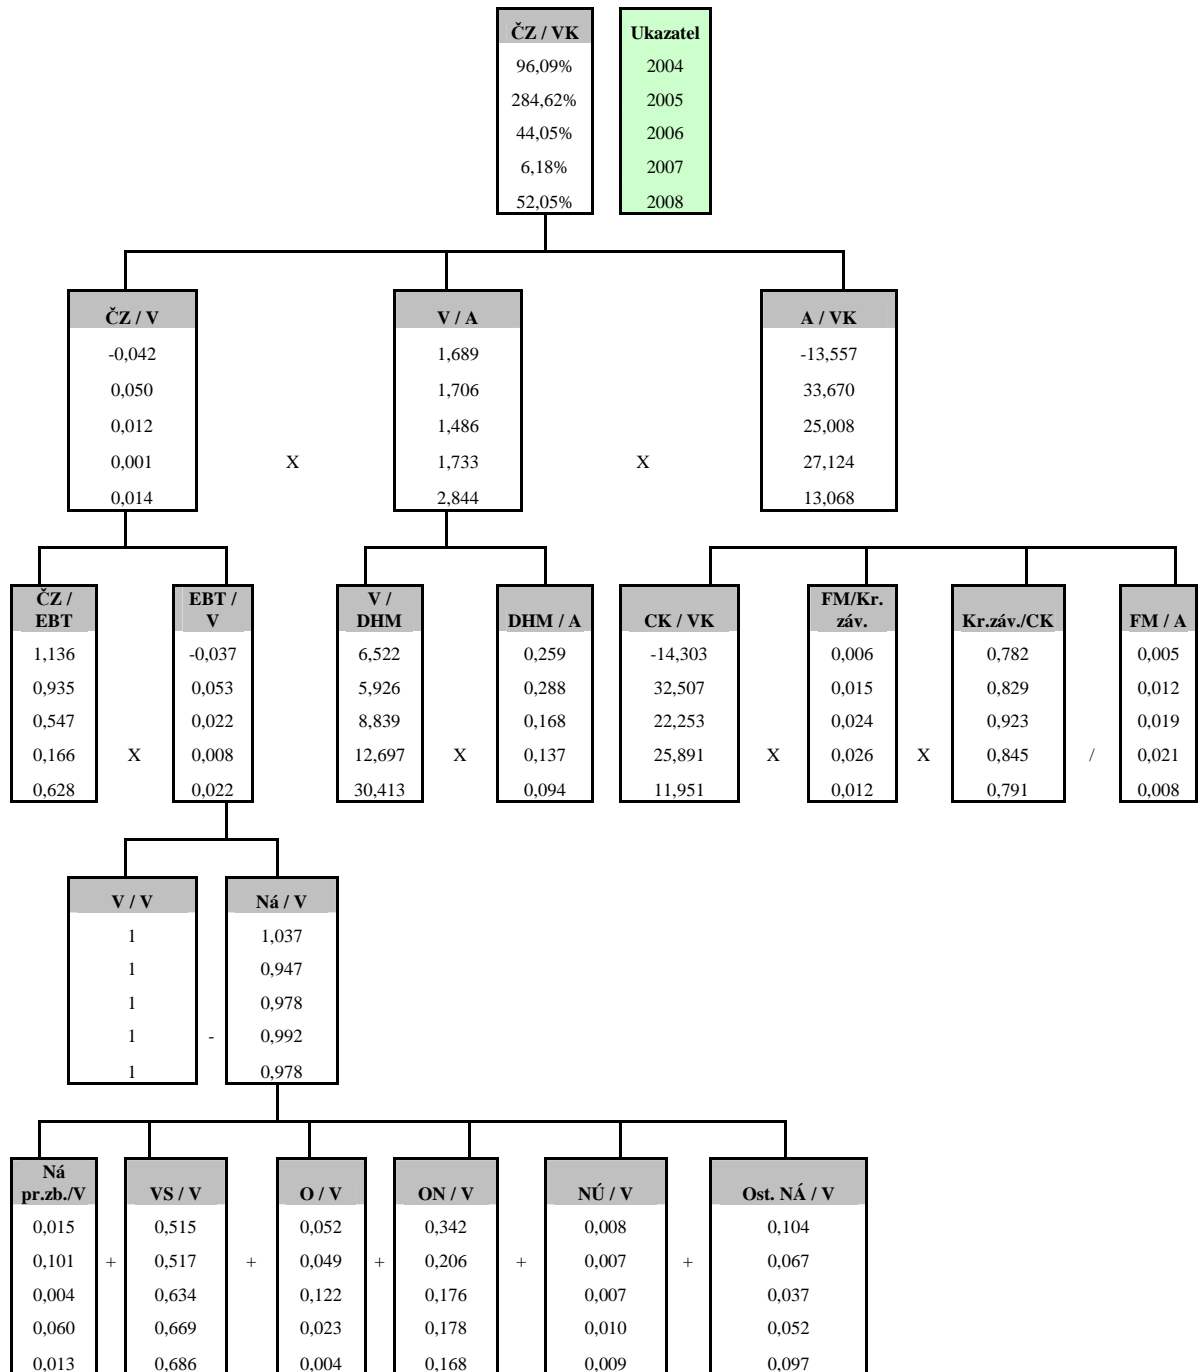 ČZ / VK Ukazatel
96,09% 2004
284,62% 2005
44,05% 2006
6,18% 2007
52,05% 2008
ČZ / V V / A A / VK
-0,042 1,689 -13,557
0,050 1,706 33,670
0,012 1,486 25,008
0,001 X 1,733 X 27,124
0,014 2,844 13,068
ČZ / EBT / V / FM/Kr.
EBT V DHM DHM / A CK / VK záv. Kr.záv./CK FM / A
1,136 -0,037 6,522 0,259 -14,303 0,006 0,782 0,005
0,935 0,053 5,926 0,288 32,507 0,015 0,829 0,012
0,547 0,022 8,839 0,168 22,253 0,024 0,923 0,019
0,166 X 0,008 12,697 X 0,137 25,891 X 0,026 X 0,845 / 0,021
0,628 0,022 30,413 0,094 11,951 0,012 0,791 0,008
V / V Ná / V
1 1,037
1 0,947
1 0,978
1 - 0,992
1 0,978
Ná
pr.zb./V VS / V O / V ON / V NÚ / V Ost. NÁ / V
0,015 0,515 0,052 0,342 0,008 0,104
0,101 + 0,517 + 0,049 + 0,206 + 0,007 + 0,067
0,004 0,634 0,122 0,176 0,007 0,037
0,060 0,669 0,023 0,178 0,010 0,052
0,013 0,686 0,004 0,168 0,009 0,097